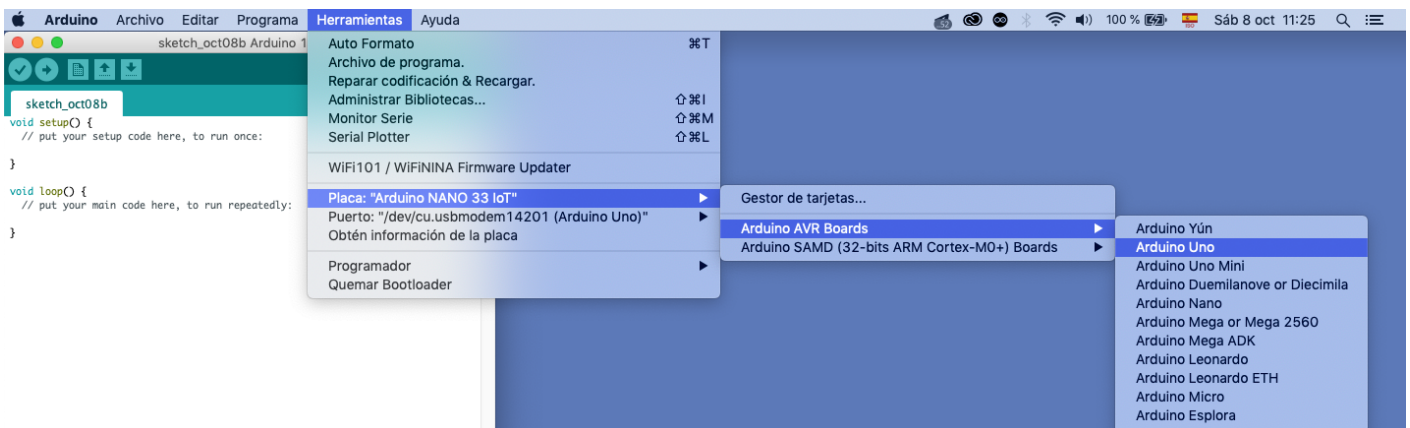 Arduino Archivo Editar Programa Herramientas Ayuda 100 % Sáb 8 oct 11:25
sketch_oct08b Arduino 1
sketch_oct08b
void setup() {
// put your setup code here, to run once:
}
void loop() {
// put your main code here, to run repeatedly:
}
Auto Formato ⌘T
Archivo de programa.
Reparar codificación & Recargar.
Administrar Bibliotecas... ⇧⌘I
Monitor Serie ⇧⌘M
Serial Plotter ⇧⌘L
WiFi101 / WiFiNINA Firmware Updater
Placa: "Arduino NANO 33 IoT"
Puerto: "/dev/cu.usbmodem14201 (Arduino Uno)"
Obtén información de la placa
Programador
Quemar Bootloader
Gestor de tarjetas...
Arduino AVR Boards
Arduino SAMD (32-bits ARM Cortex-M0+) Boards
Arduino Yún
Arduino Uno
Arduino Uno Mini
Arduino Duemilanove or Diecimila
Arduino Nano
Arduino Mega or Mega 2560
Arduino Mega ADK
Arduino Leonardo
Arduino Leonardo ETH
Arduino Micro
Arduino Esplora